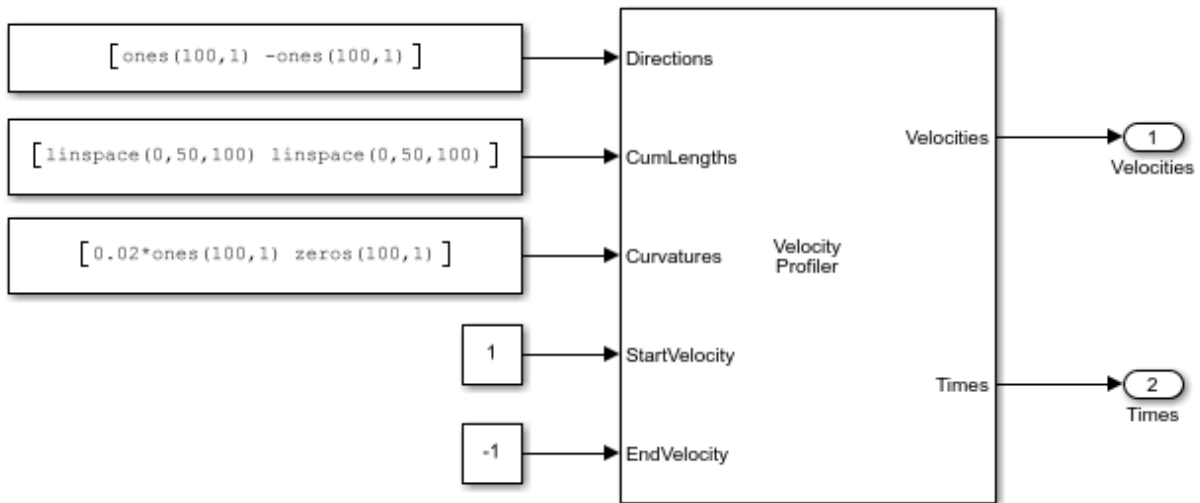 [ones(100,1) -ones(100,1)]
Directions
[linspace(0,50,100) linspace(0,50,100)]
CumLengths
[0.02*ones(100,1) zeros(100,1)]
Curvatures
1
StartVelocity
-1
EndVelocity
Velocity
Profiler
Velocities
1
Velocities
Times
2
Times